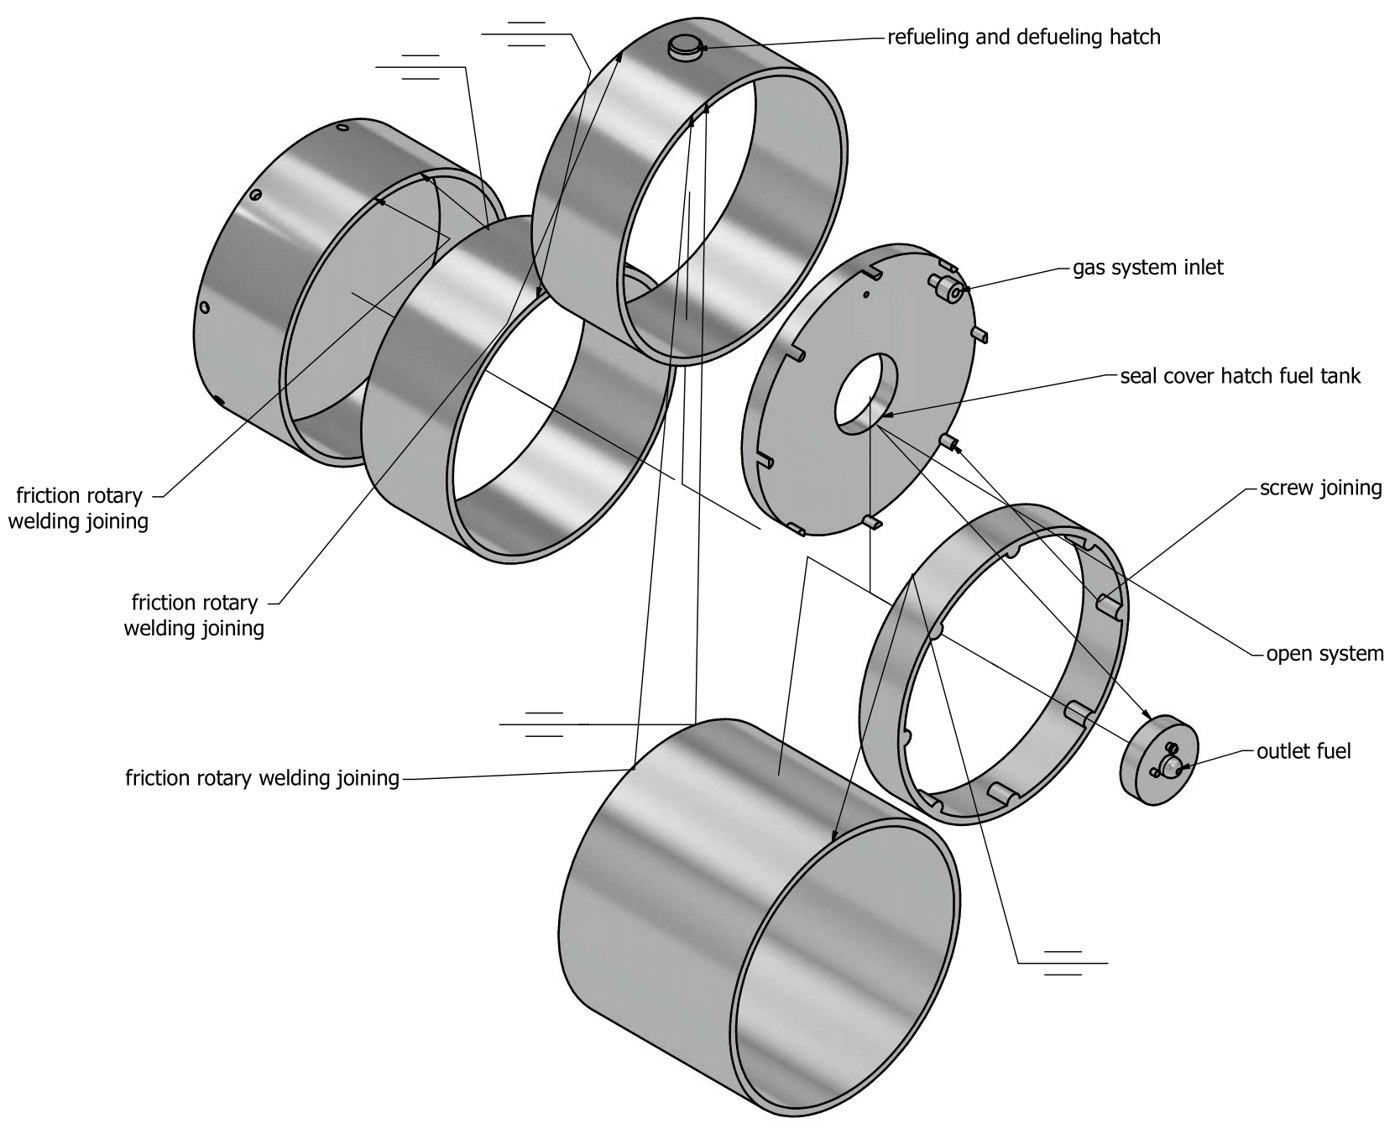 refueling and defueling hatch
gas system inlet
seal cover hatch fuel tank
screw joining
friction rotary
welding joining
friction rotary
welding joining
open system
outlet fuel
friction rotary welding joining